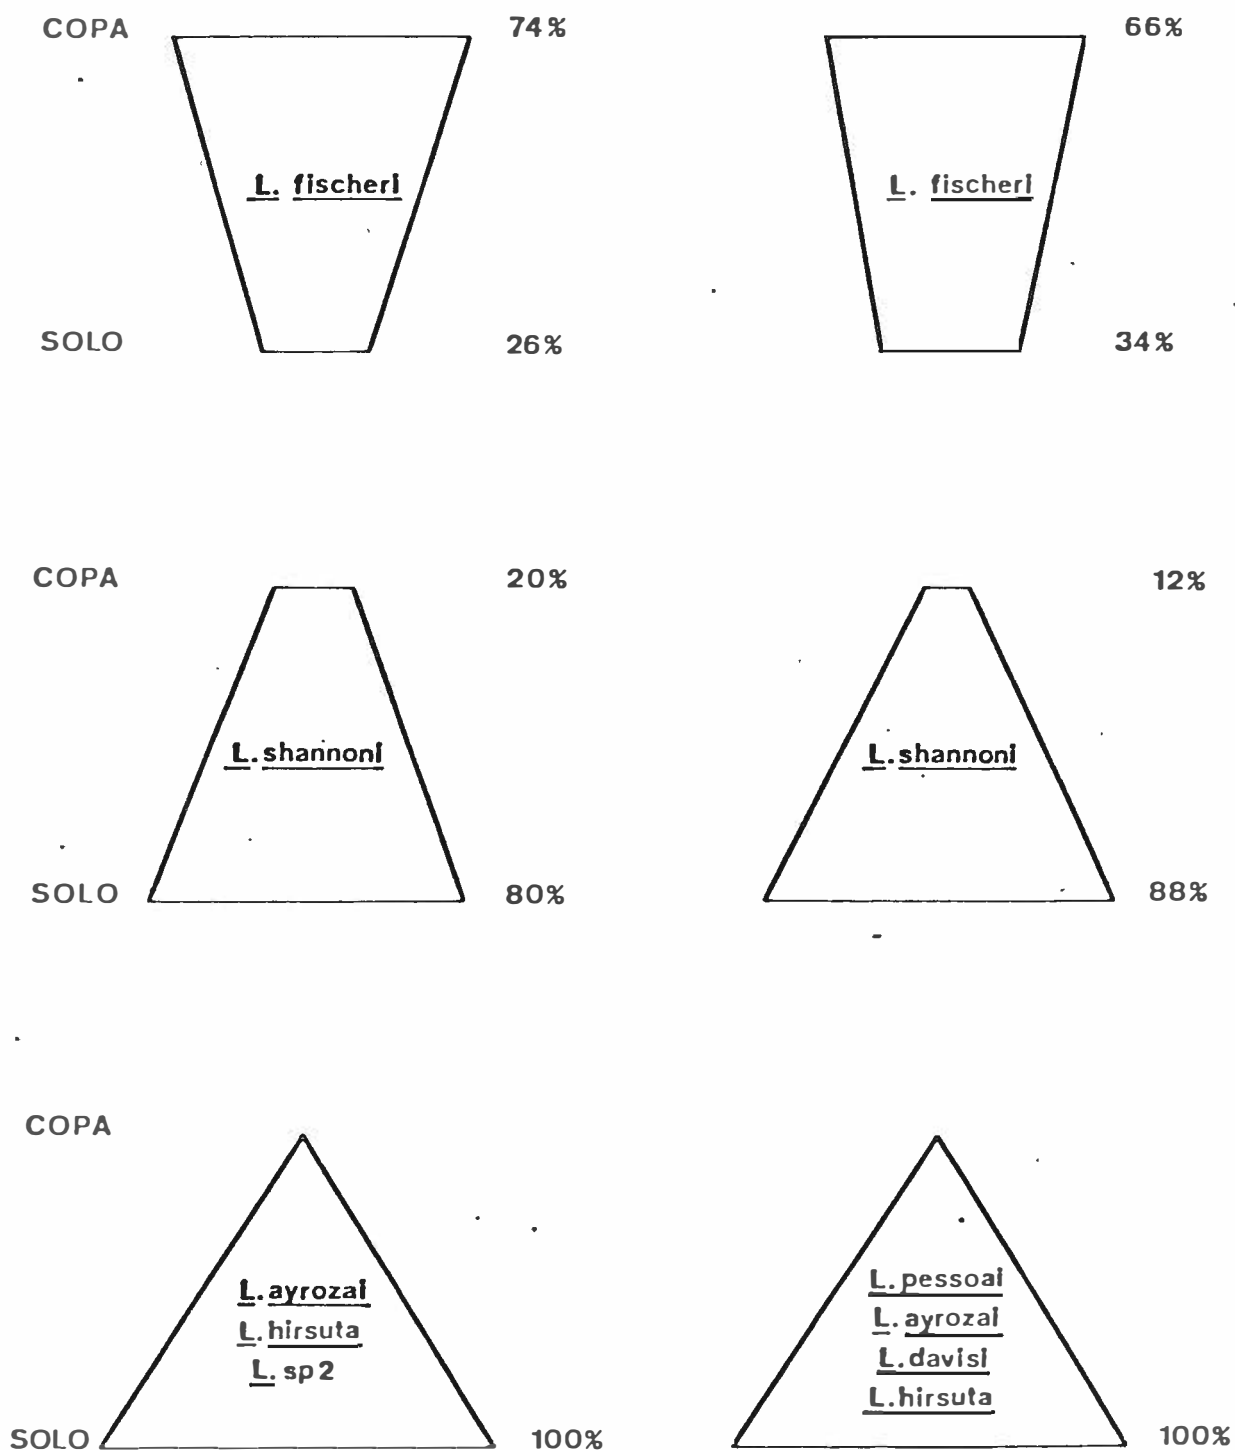 COPA 74% 66%
L. fischeri L. fischeri
SOLO 26% 34%
COPA 20% 12%
L. shannoni L. shannoni
SOLO 80% 88%
COPA
L. ayrozai
L. hirsuta
L. sp2
L. pessoai
L. ayrozai
L. davisi
L. hirsuta
SOLO 100% 100%